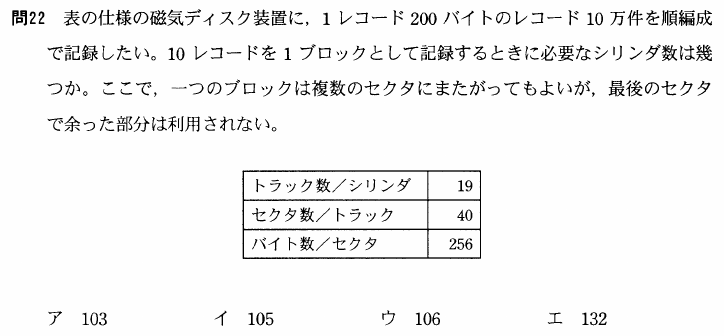 問22 表の仕様の磁気ディスク装置に，1 レコード 200 バイトのレコード 10 万件を順編成
で記録したい。10 レコードを 1 ブロックとして記録するときに必要なシリンダ数は幾
つか。ここで，一つのブロックは複数のセクタにまたがってもよいが，最後のセクタ
で余った部分は利用されない。
トラック数／シリンダ 19
セクタ数／トラック 40
バイト数／セクタ 256
ア 103 イ 105 ウ 106 エ 132